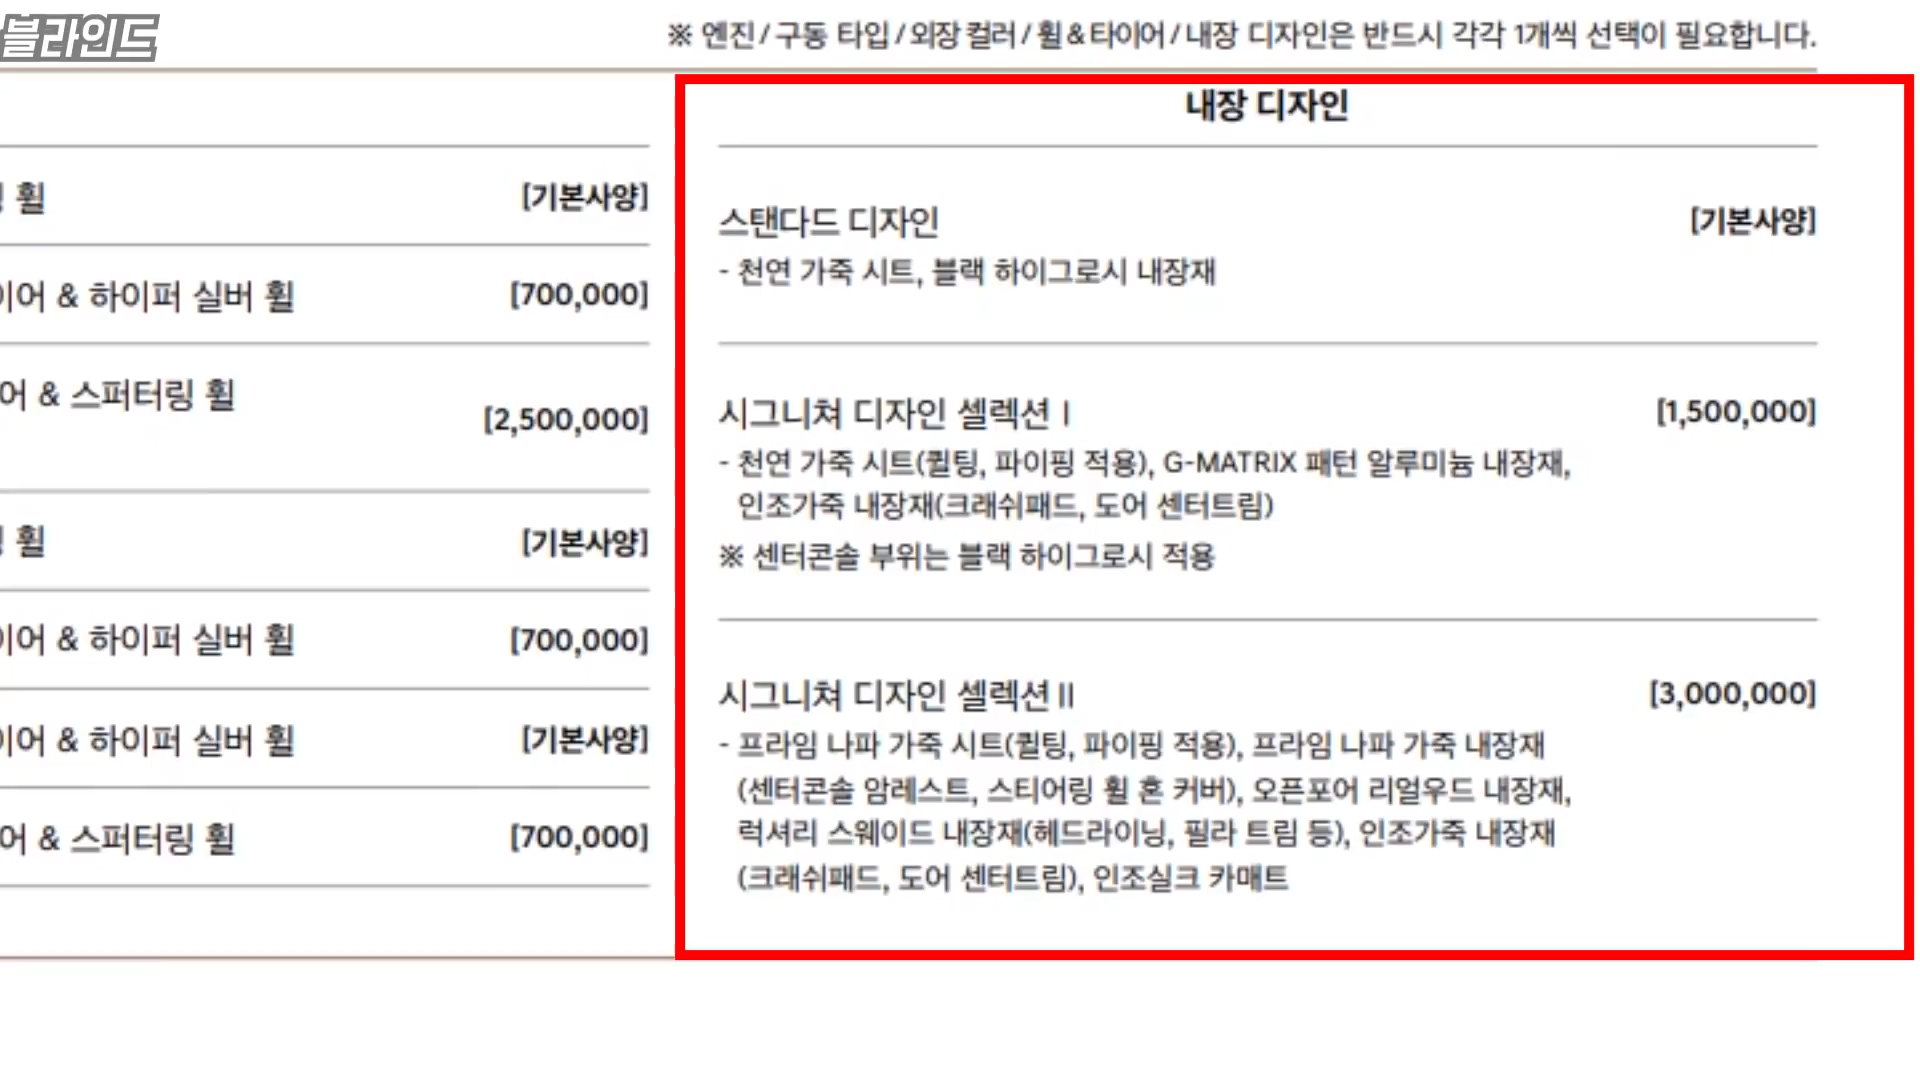 블라인드
※ 엔진 / 구동 타입 / 외장 컬러 / 휠 & 타이어 / 내장 디자인은 반드시 각각 1개씩 선택이 필요합니다.
휠 [기본사양]
이어 & 하이퍼 실버 휠 [700,000]
어 & 스퍼터링 휠
[2,500,000]
휠 [기본사양]
이어 & 하이퍼 실버 휠 [700,000]
이어 & 하이퍼 실버 휠 [기본사양]
어 & 스퍼터링 휠 [700,000]
내장 디자인
스탠다드 디자인 [기본사양]
- 천연 가죽 시트, 블랙 하이그로시 내장재
시그니쳐 디자인 셀렉션 I [1,500,000]
- 천연 가죽 시트(퀼팅, 파이핑 적용), G-MATRIX 패턴 알루미늄 내장재,
인조가죽 내장재(크래쉬패드, 도어 센터트림)
※ 센터콘솔 부위는 블랙 하이그로시 적용
시그니쳐 디자인 셀렉션 II [3,000,000]
- 프라임 나파 가죽 시트(퀼팅, 파이핑 적용), 프라임 나파 가죽 내장재
(센터콘솔 암레스트, 스티어링 휠 혼 커버), 오픈포어 리얼우드 내장재,
럭셔리 스웨이드 내장재(헤드라이닝, 필라 트림 등), 인조가죽 내장재
(크래쉬패드, 도어 센터트림), 인조실크 카매트